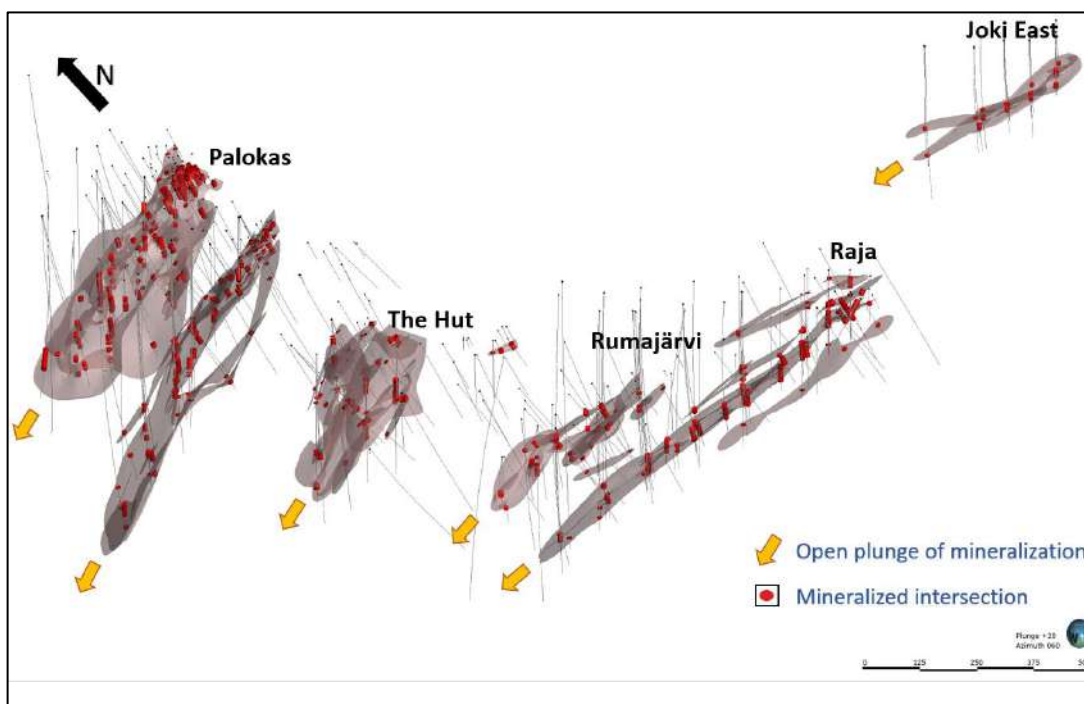 Joki East
N
Palokas
Raja
The Hut
Rumajärvi
Open plunge of mineralization
Mineralized intersection
Plunge +23
Azimuth 060
0 125 250 375